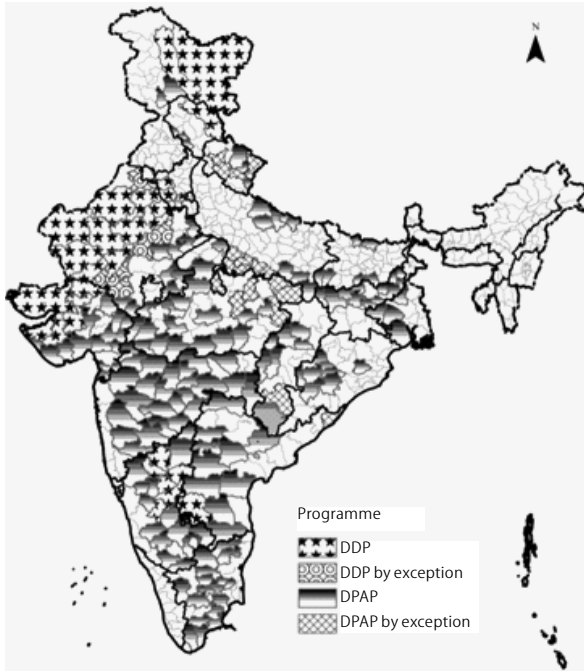 N
Programme
DDP
DDP by exception
DPAP
DPAP by exception